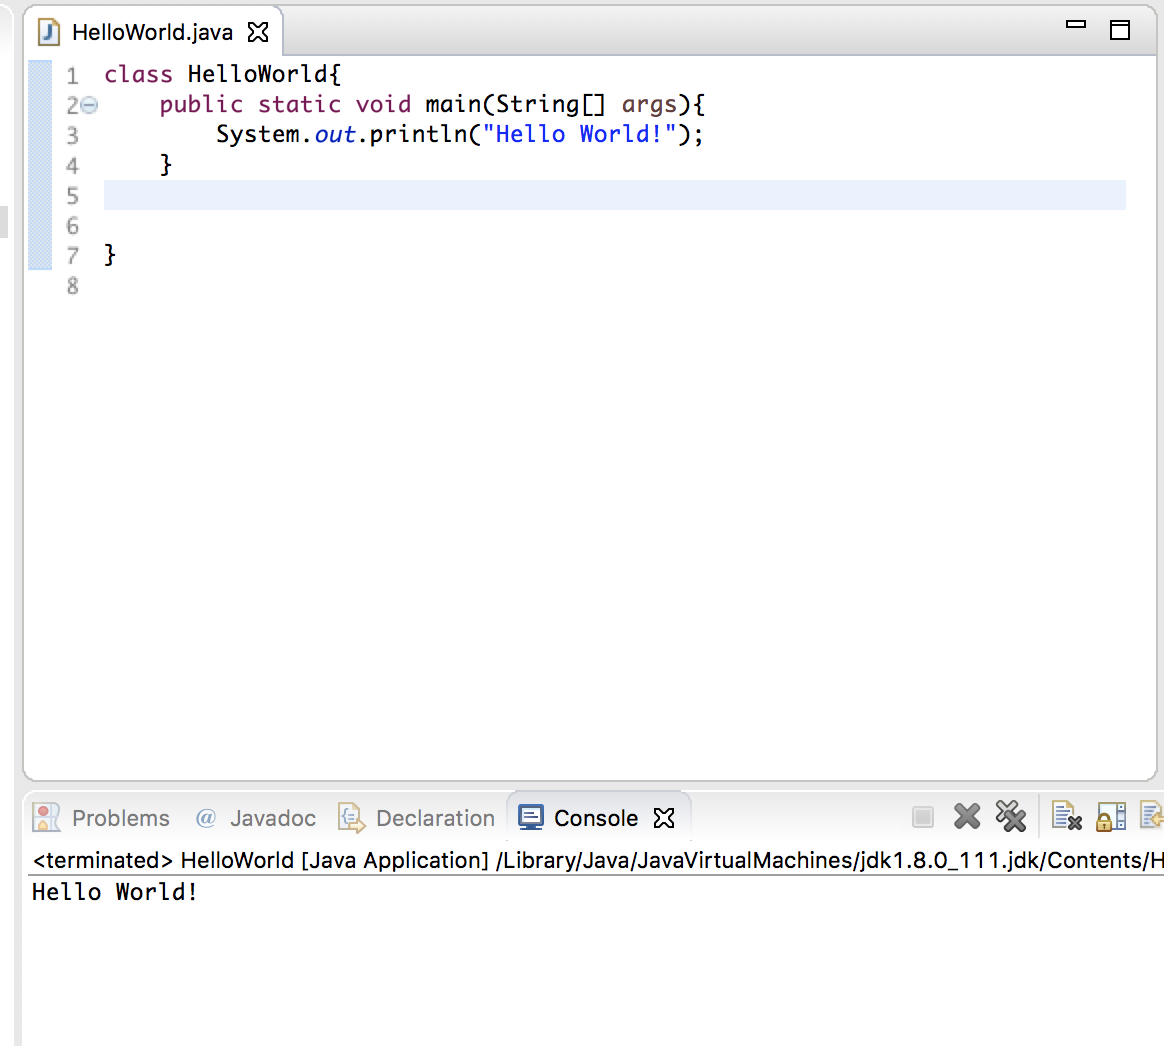 HelloWorld.java
1 class HelloWorld{
2 public static void main(String[] args){
3 System.out.println("Hello World!");
4 }
5
6
7 }
8
Problems @ Javadoc Declaration Console
<terminated> HelloWorld [Java Application] /Library/Java/JavaVirtualMachines/jdk1.8.0_111.jdk/Contents/H
Hello World!